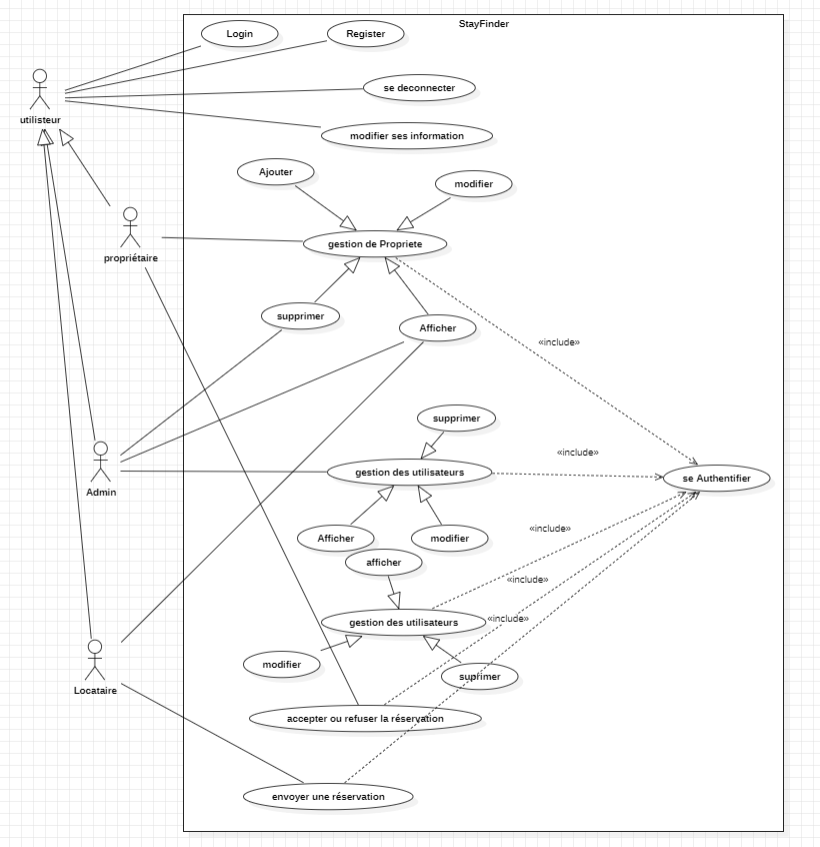 StayFinder
Login
Register
se deconnecter
utilisteur
modifier ses information
Ajouter
modifier
gestion de Propriete
propriétaire
supprimer
Afficher
«include»
supprimer
«include»
gestion des utilisateurs
se Authentifier
Admin
«include»
Afficher
modifier
afficher
«include»
«include»
gestion des utilisateurs
modifier
suprimer
Locataire
accepter ou refuser la réservation
envoyer une réservation